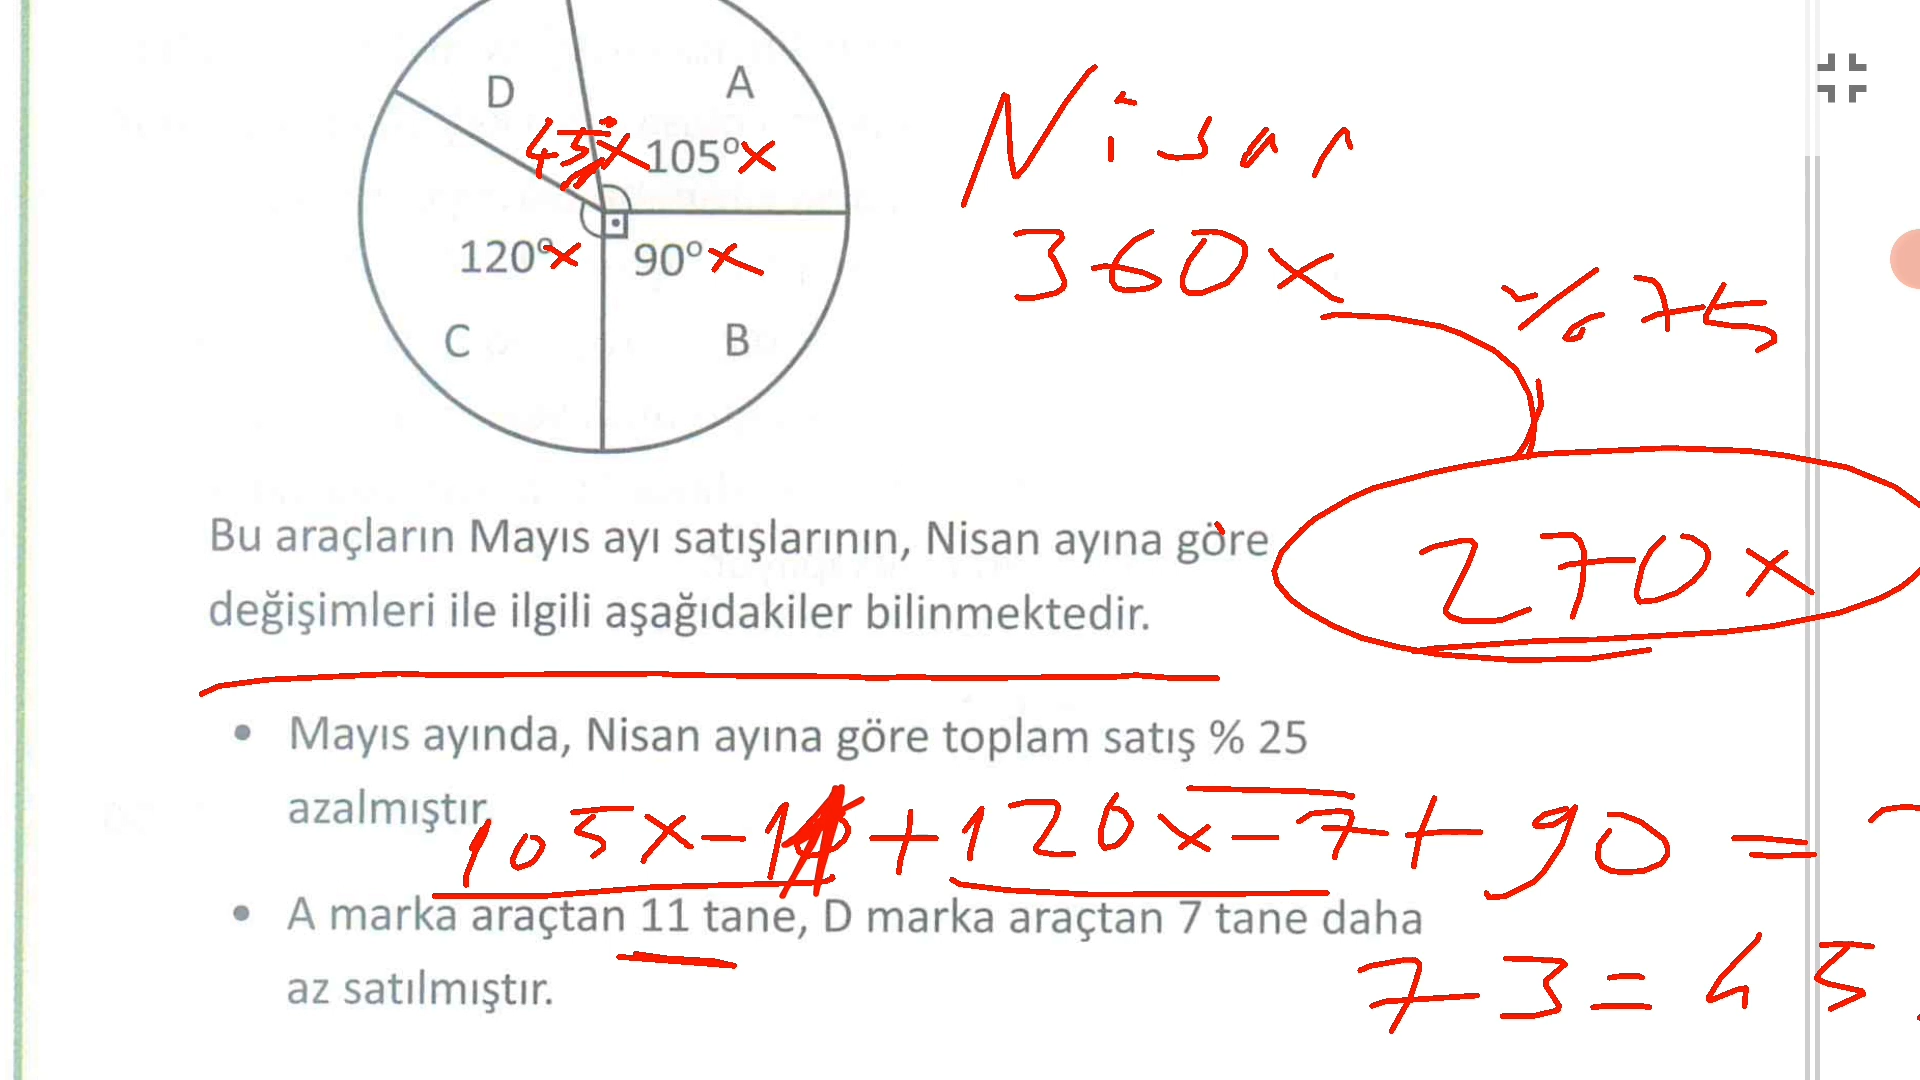 D
A
45x
105°x
120°x
90°x
C
B
Nisan
360x
%75
270x
Bu araçların Mayıs ayı satışlarının, Nisan ayına göre
değişimleri ile ilgili aşağıdakiler bilinmektedir.
• Mayıs ayında, Nisan ayına göre toplam satış % 25
azalmıştır.
105x-11+120x-7+90=
• A marka araçtan 11 tane, D marka araçtan 7 tane daha
az satılmıştır.
73=45